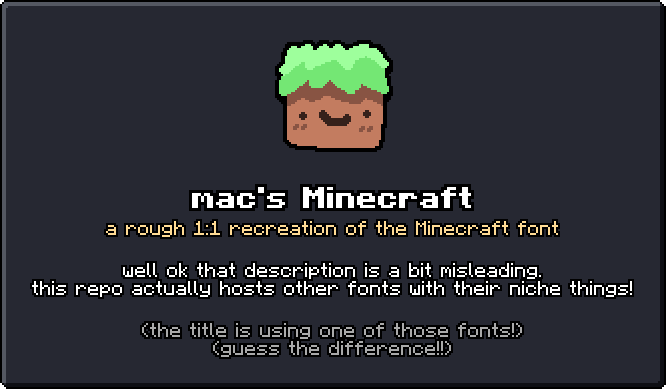 mac's Minecraft
a rough 1:1 recreation of the Minecraft font
well ok that description is a bit misleading.
this repo actually hosts other fonts with their niche things!
(the title is using one of those fonts!)
(guess the difference!!)